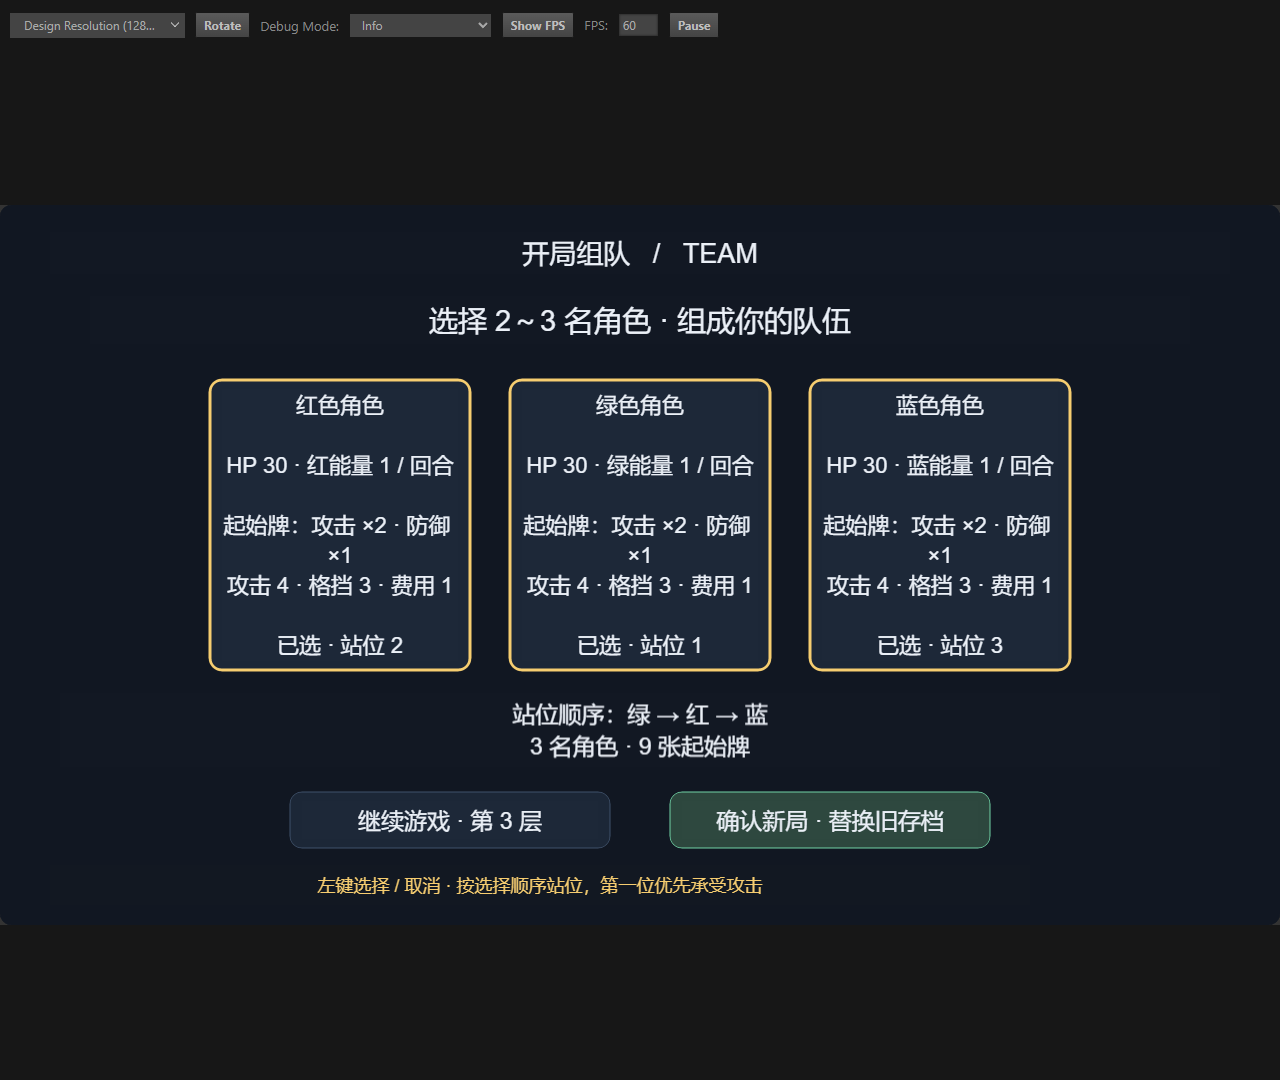 Design Resolution (128...
Rotate
Debug Mode:
Info
Show FPS
FPS:
60
Pause
开局组队 / TEAM
选择 2～3 名角色 · 组成你的队伍
红色角色
HP 30 · 红能量 1 / 回合
起始牌：攻击 ×2 · 防御
×1
攻击 4 · 格挡 3 · 费用 1
已选 · 站位 2
绿色角色
HP 30 · 绿能量 1 / 回合
起始牌：攻击 ×2 · 防御
×1
攻击 4 · 格挡 3 · 费用 1
已选 · 站位 1
蓝色角色
HP 30 · 蓝能量 1 / 回合
起始牌：攻击 ×2 · 防御
×1
攻击 4 · 格挡 3 · 费用 1
已选 · 站位 3
站位顺序：绿 → 红 → 蓝
3 名角色 · 9 张起始牌
继续游戏 · 第 3 层
确认新局 · 替换旧存档
左键选择 / 取消 · 按选择顺序站位，第一位优先承受攻击